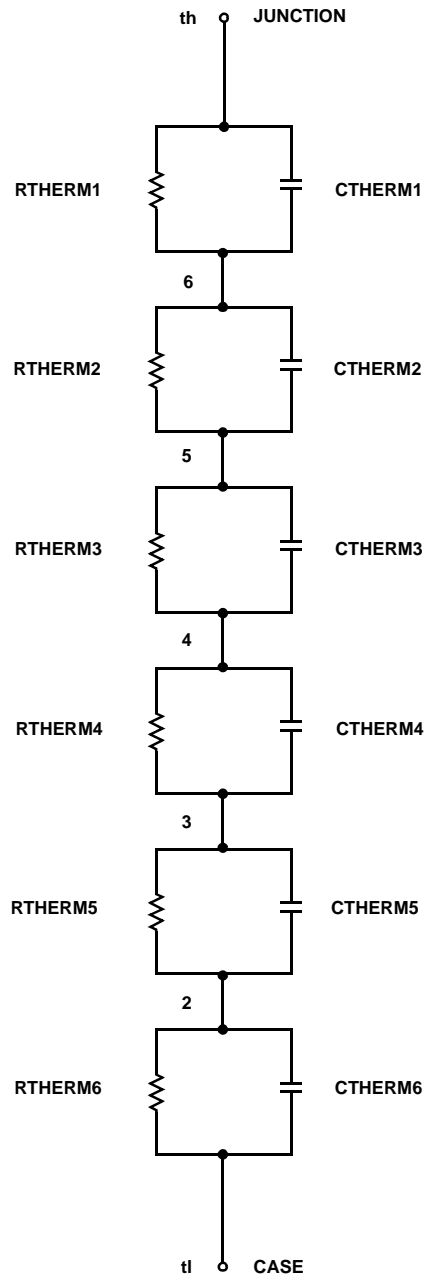 th JUNCTION
RTHERM1 CTHERM1
6
RTHERM2 CTHERM2
5
RTHERM3 CTHERM3
4
RTHERM4 CTHERM4
3
RTHERM5 CTHERM5
2
RTHERM6 CTHERM6
tl CASE